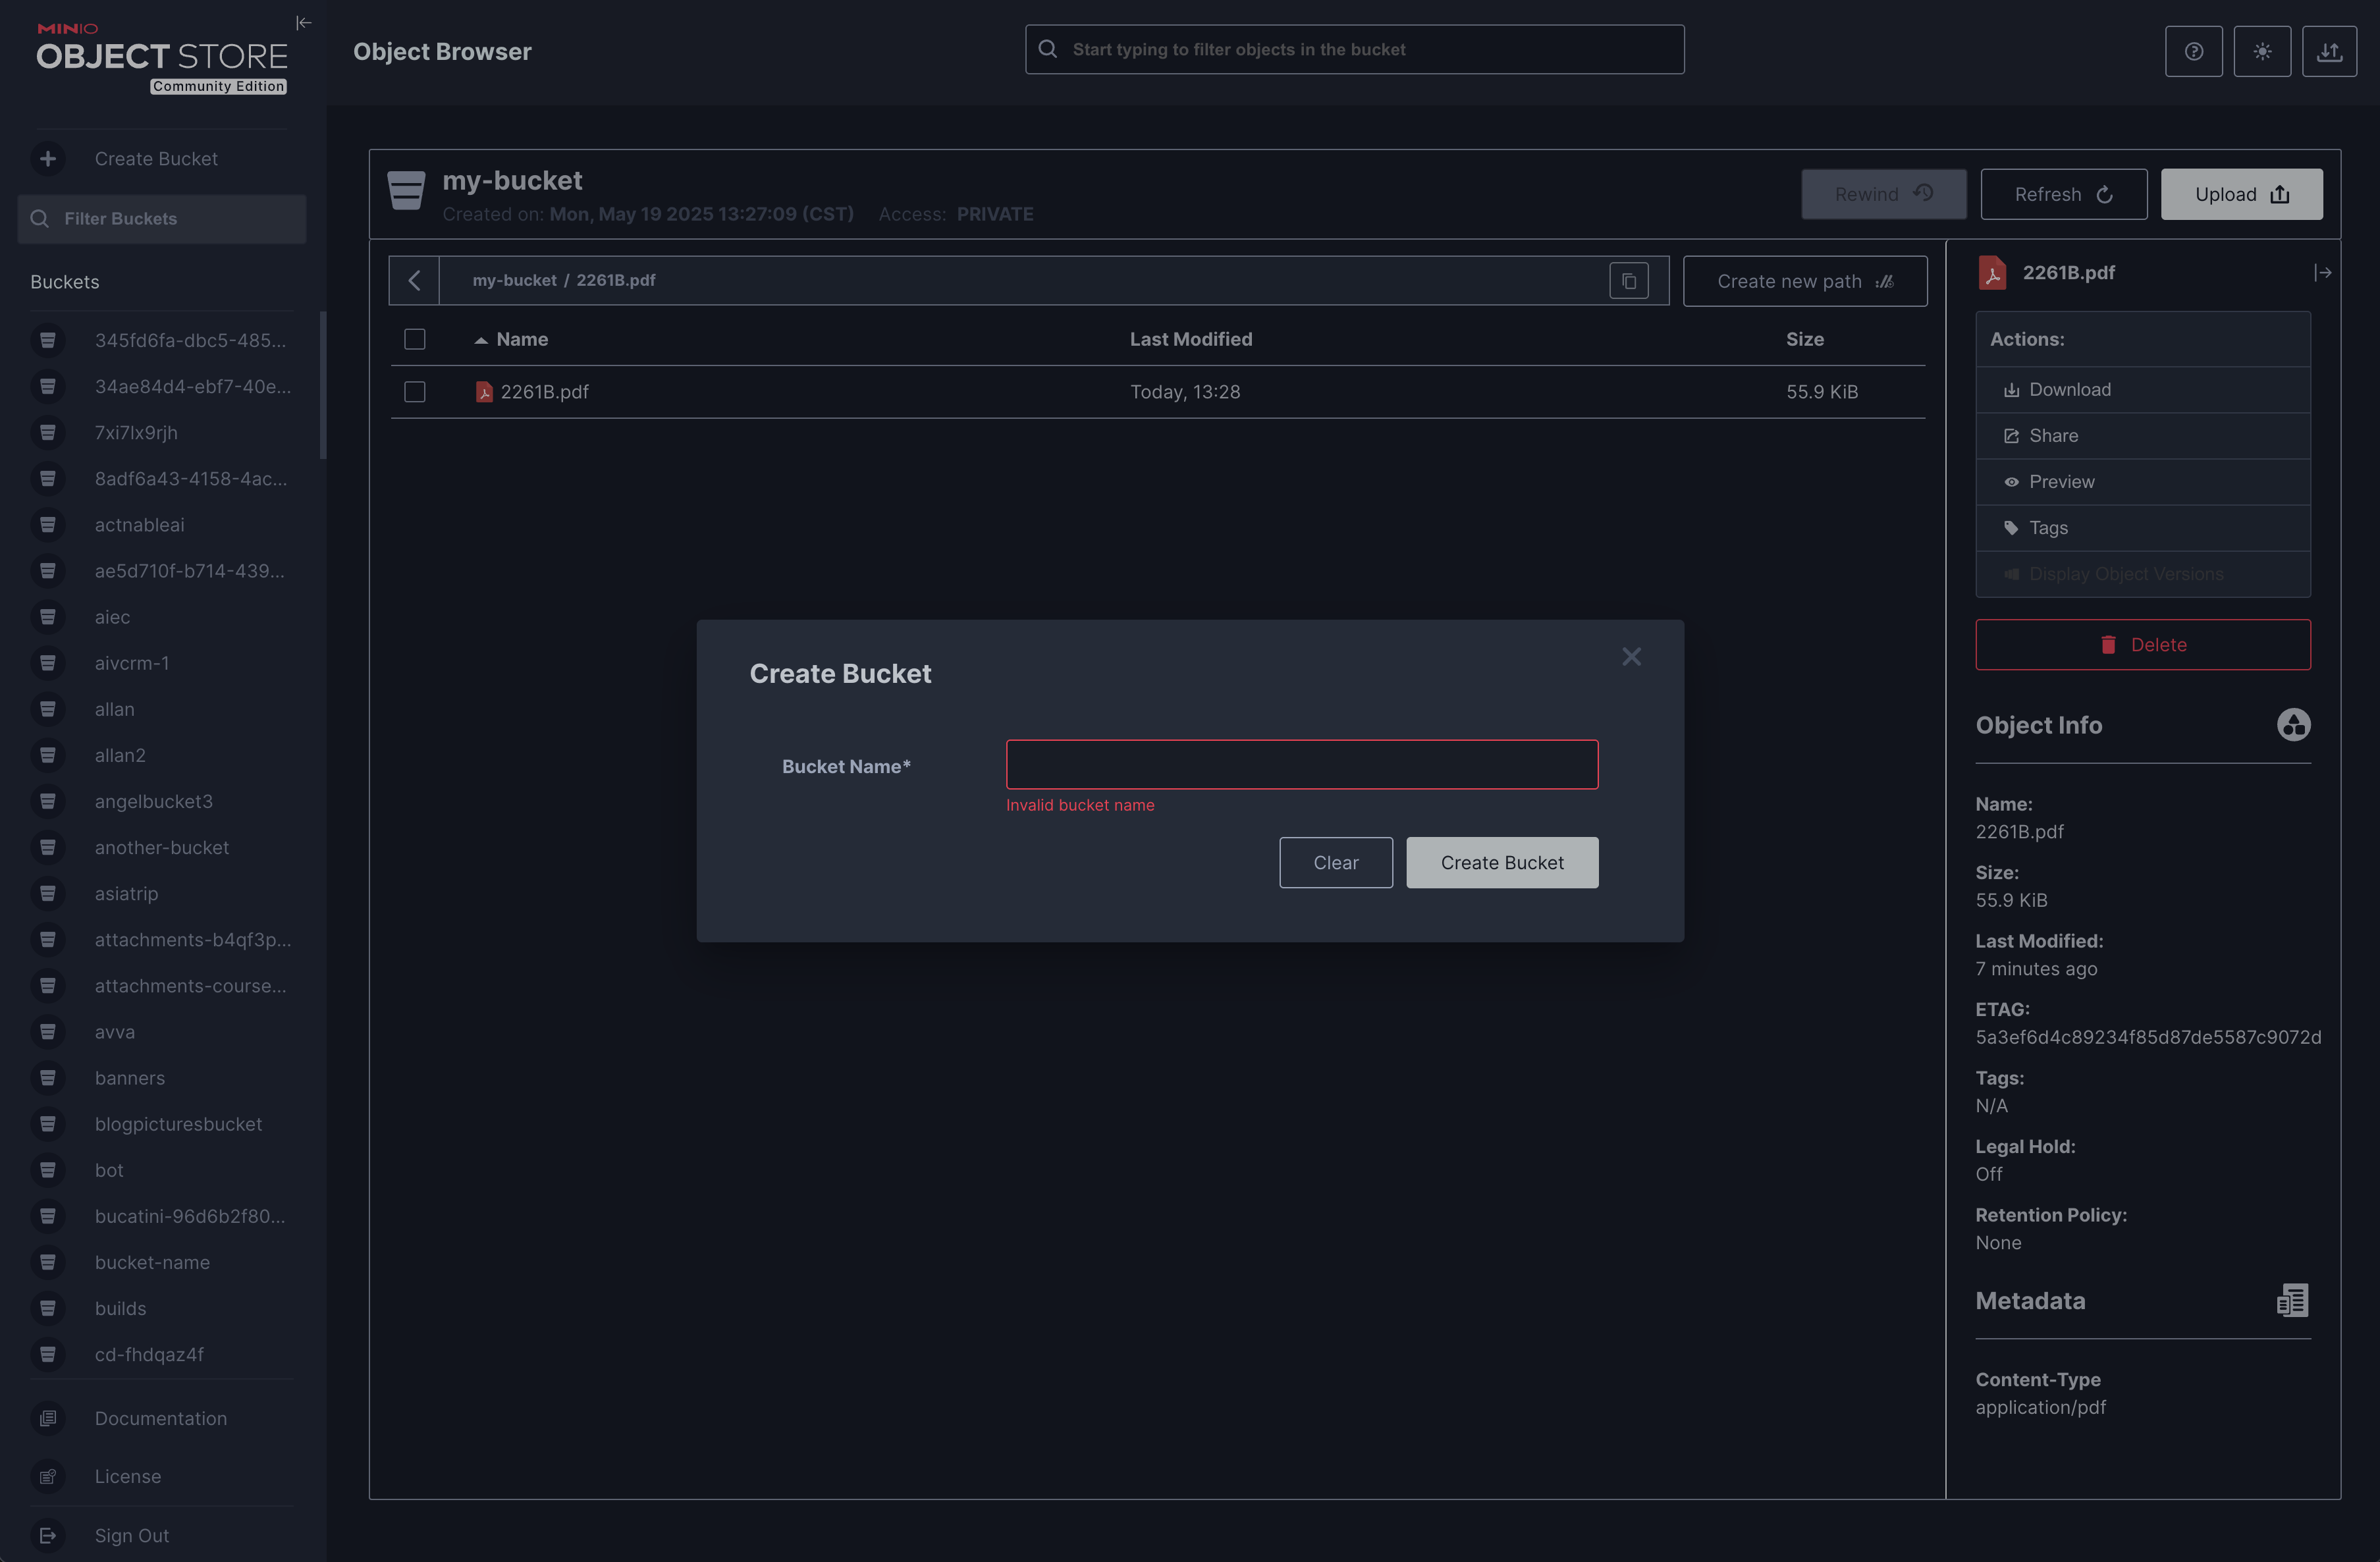 MINIO
OBJECT STORE
Community Edition
Create Bucket
Filter Buckets
Buckets
345fd6fa-dbc5-485...
34ae84d4-ebf7-40e...
7xi7lx9rjh
8adf6a43-4158-4ac...
actnableai
ae5d710f-b714-439...
aiec
aivcrm-1
allan
allan2
angelbucket3
another-bucket
asiatrip
attachments-b4qf3p...
attachments-course...
avva
banners
blogpicturesbucket
bot
bucatini-96d6b2f80...
bucket-name
builds
cd-fhdqaz4f
Documentation
License
Sign Out
Object Browser
Start typing to filter objects in the bucket
my-bucket
Created on: Mon, May 19 2025 13:27:09 (CST) Access: PRIVATE
Rewind
Refresh
Upload
my-bucket / 2261B.pdf
Create new path
Name Last Modified Size
2261B.pdf Today, 13:28 55.9 KiB
Create Bucket
Bucket Name*
Invalid bucket name
Clear
Create Bucket
2261B.pdf
Actions:
Download
Share
Preview
Tags
Display Object Versions
Delete
Object Info
Name:
2261B.pdf
Size:
55.9 KiB
Last Modified:
7 minutes ago
ETAG:
5a3ef6d4c89234f85d87de5587c9072d
Tags:
N/A
Legal Hold:
Off
Retention Policy:
None
Metadata
Content-Type
application/pdf